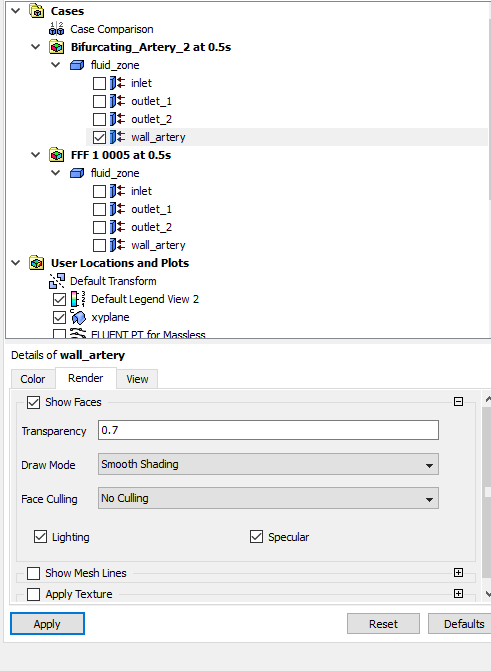 Cases
Case Comparison
Bifurcating_Artery_2 at 0.5s
fluid_zone
inlet
outlet_1
outlet_2
wall_artery
FFF 1 0005 at 0.5s
fluid_zone
inlet
outlet_1
outlet_2
wall_artery
User Locations and Plots
Default Transform
Default Legend View 2
xyplane
FLUENT PT for Massless
Details of wall_artery
Color Render View
Show Faces
Transparency 0.7
Draw Mode Smooth Shading
Face Culling No Culling
Lighting Specular
Show Mesh Lines
Apply Texture
Apply Reset Defaults